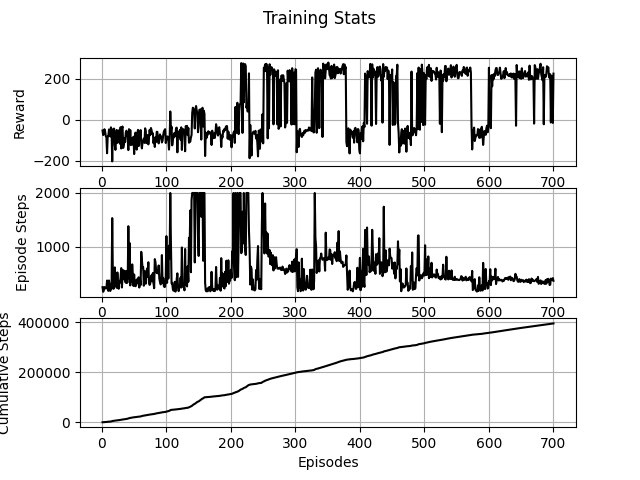 Training Stats
Reward
200
0
−200
0 100 200 300 400 500 600 700
Episode Steps
2000
1000
0 100 200 300 400 500 600 700
Cumulative Steps
400000
200000
0
0 100 200 300 400 500 600 700
Episodes